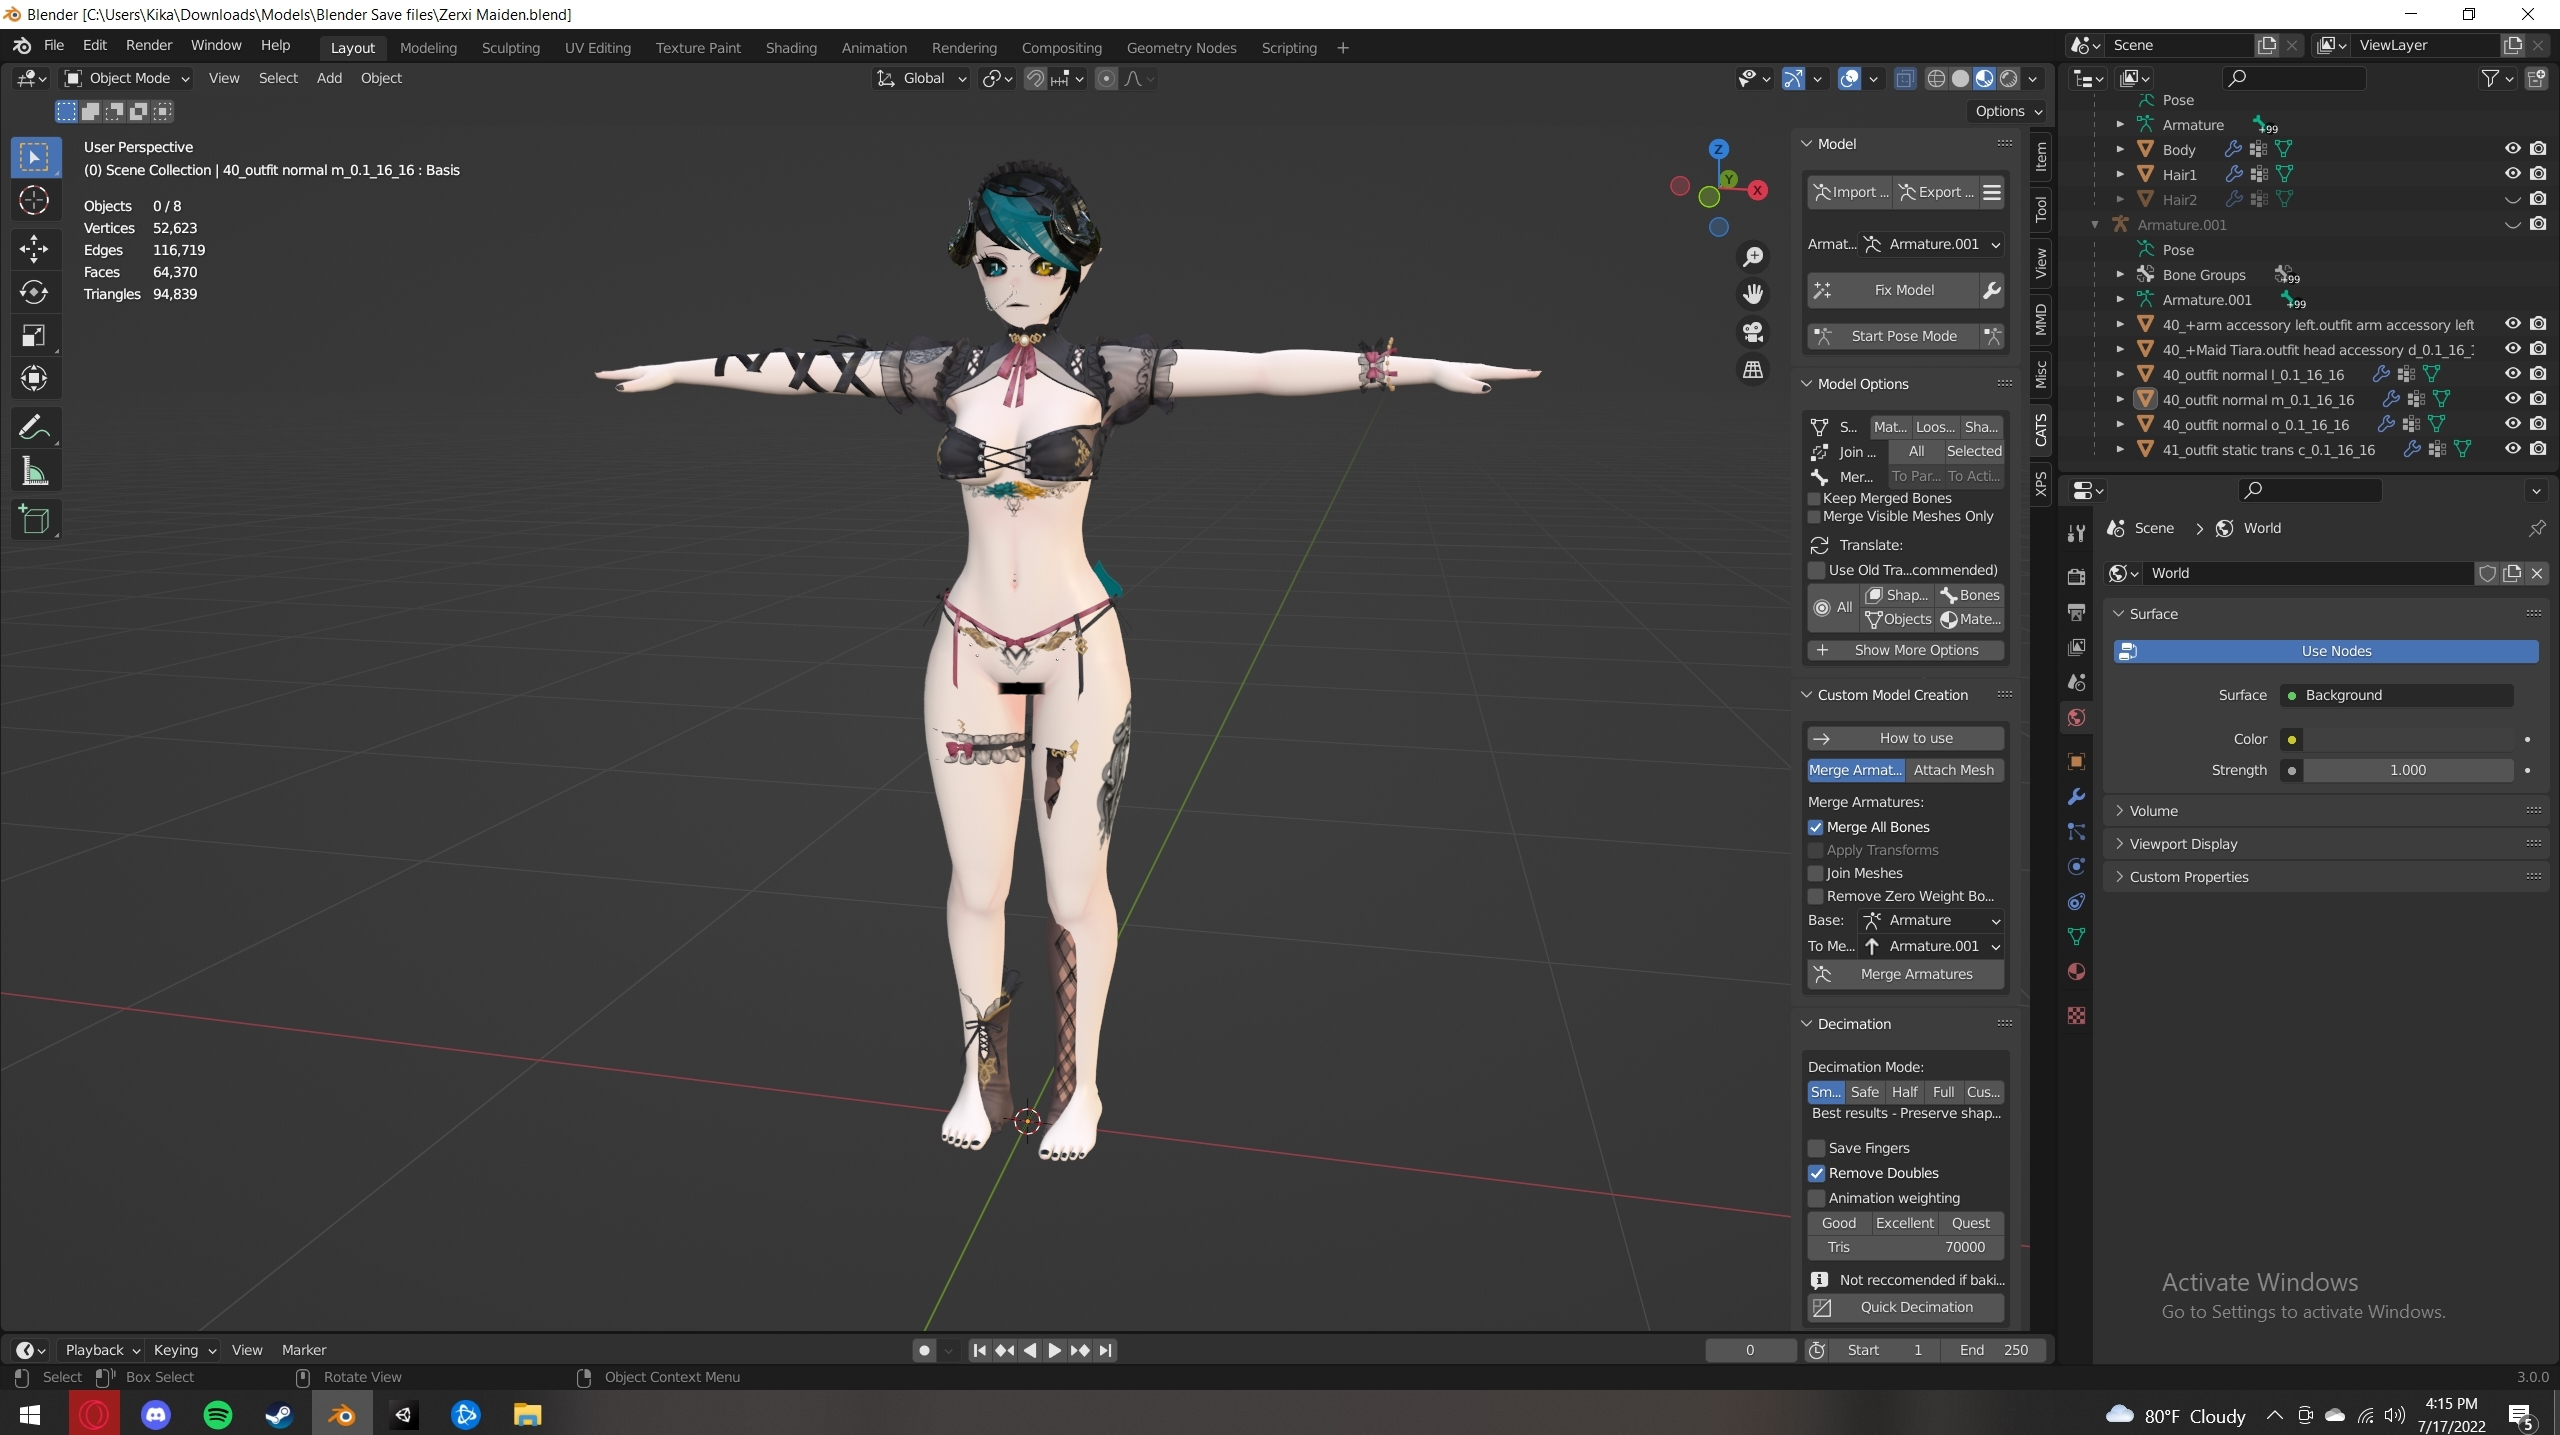 Blender [C:\Users\Kika\Downloads\Models\Blender Save files\Zerxi Maiden.blend]
File Edit Render Window Help
Layout Modeling Sculpting UV Editing Texture Paint Shading Animation Rendering Compositing Geometry Nodes Scripting +
Scene
ViewLayer
Object Mode View Select Add Object
Global
Options
User Perspective
(0) Scene Collection | 40_outfit normal m_0.1_16_16 : Basis
Objects 0 / 8
Vertices 52,623
Edges 116,719
Faces 64,370
Triangles 94,839
Z
Y
X
Model
Import ...
Export ...
Armat...
Armature.001
Fix Model
Start Pose Mode
Model Options
S...
Mat...
Loos...
Sha...
Join ...
All
Selected
Mer...
To Par...
To Acti...
Keep Merged Bones
Merge Visible Meshes Only
Translate:
Use Old Tra...commended)
All
Shap...
Bones
Objects
Mate...
Show More Options
Custom Model Creation
How to use
Merge Armat...
Attach Mesh
Merge Armatures:
Merge All Bones
Apply Transforms
Join Meshes
Remove Zero Weight Bo...
Base:
Armature
To Me...
Armature.001
Merge Armatures
Decimation
Decimation Mode:
Sm...
Safe
Half
Full
Cus...
Best results - Preserve shap...
Save Fingers
Remove Doubles
Animation weighting
Good
Excellent
Quest
Tris 70000
Not reccomended if baki...
Quick Decimation
Item
Tool
View
MMD
Misc
CATS
XPS
Pose
Armature +99
Body
Hair1
Hair2
Armature.001
Pose
Bone Groups +99
Armature.001 +99
40_+arm accessory left.outfit arm accessory left
40_+Maid Tiara.outfit head accessory d_0.1_16_1
40_outfit normal l_0.1_16_16
40_outfit normal m_0.1_16_16
40_outfit normal o_0.1_16_16
41_outfit static trans c_0.1_16_16
Scene > World
World
Surface
Use Nodes
Surface Background
Color
Strength 1.000
Volume
Viewport Display
Custom Properties
Activate Windows
Go to Settings to activate Windows.
Playback Keying View Marker
0
Start 1
End 250
Select
Box Select
Rotate View
Object Context Menu
3.0.0
80°F Cloudy
4:15 PM
7/17/2022
5